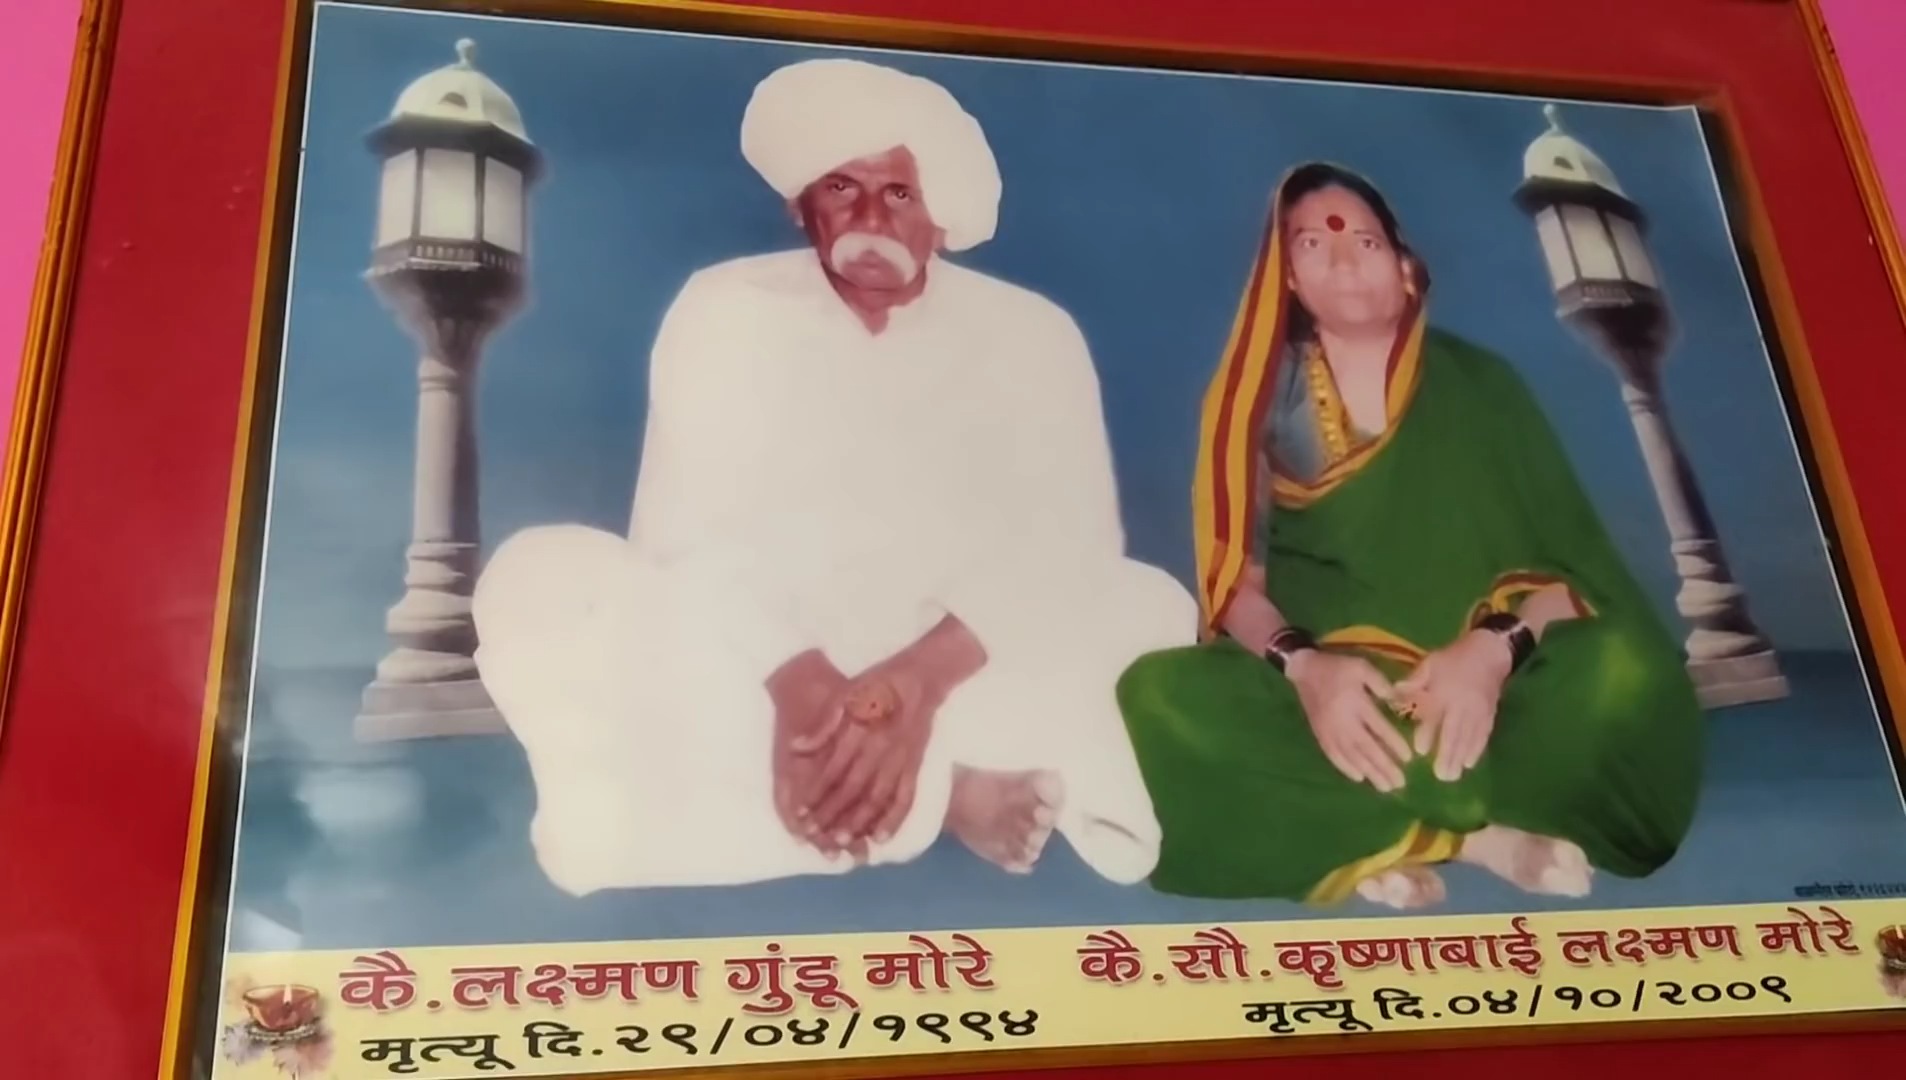 कै.लक्ष्मण गुंडू मोरे
मृत्यू दि.२९/०४/१९९४
कै.सौ.कृष्णाबाई लक्ष्मण मोरे
मृत्यू दि.०४/१०/२००९